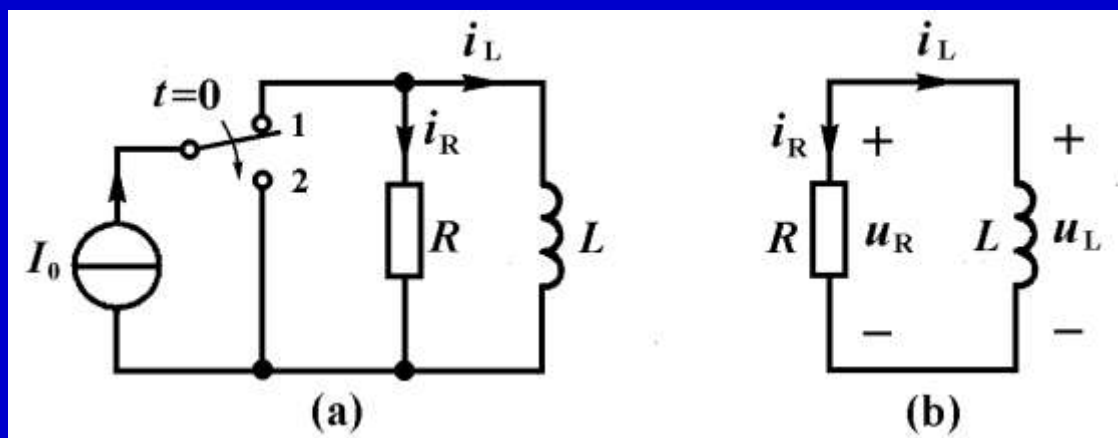 i_L
t=0
1
i_R
2
I_0
R
L
(a)
i_L
i_R
+
+
R
u_R
L
u_L
−
−
(b)